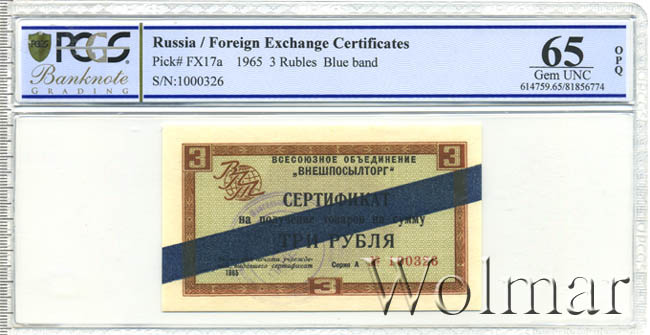 PCGS
Banknote
GRADING
Russia / Foreign Exchange Certificates
Pick# FX17a 1965 3 Rubles Blue band
S/N:1000326
65
OPQ
Gem UNC
614759.65/81856774
3
3
ВПТ
ВСЕСОЮЗНОЕ ОБЪЕДИНЕНИЕ
„ВНЕШПОСЫЛТОРГ"
СЕРТИФИКАТ
на получение товаров на сумму
ТРИ РУБЛЯ
сертификат
1965
Серия А
3
3
Wolmar